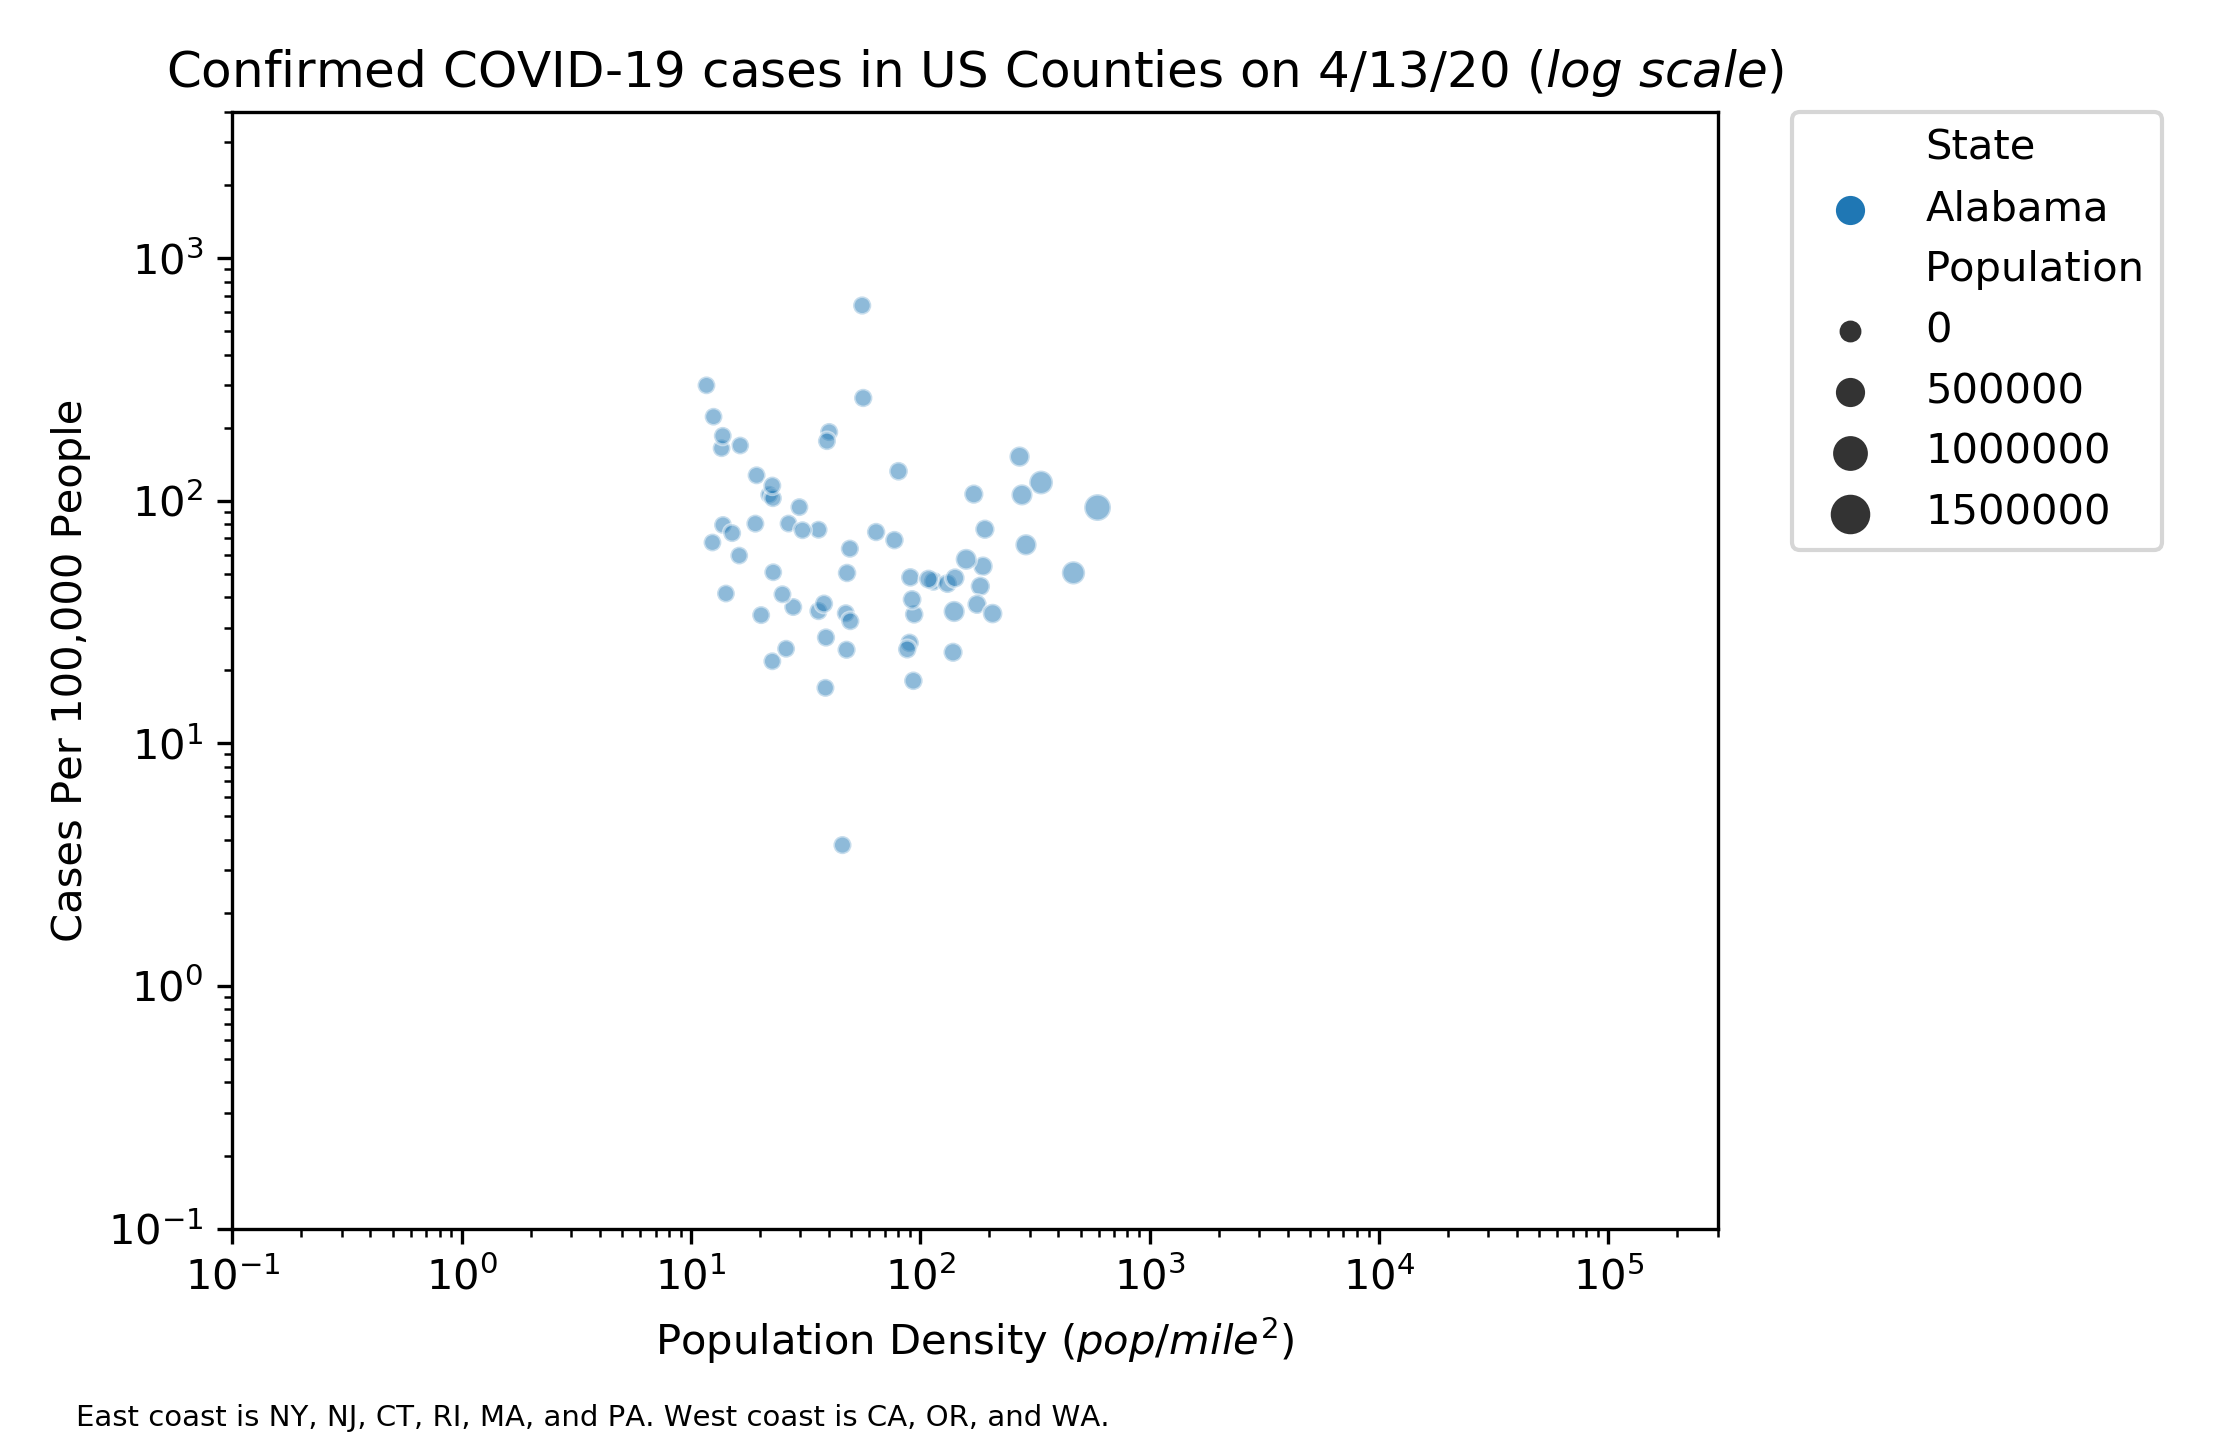 Confirmed COVID-19 cases in US Counties on 4/13/20 (log scale)
State
Alabama
Population
0
500000
1000000
1500000
Cases Per 100,000 People
10³
10²
10¹
10⁰
10⁻¹
10⁻¹ 10⁰ 10¹ 10² 10³ 10⁴ 10⁵
Population Density (pop/mile²)
East coast is NY, NJ, CT, RI, MA, and PA. West coast is CA, OR, and WA.